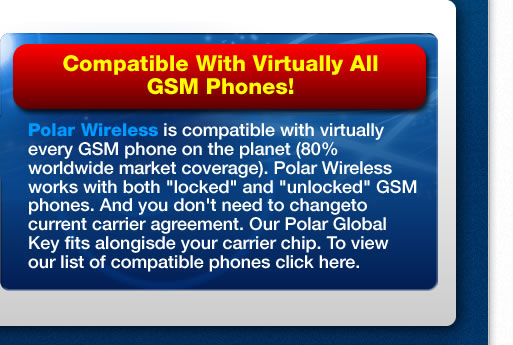 Compatible With Virtually All
GSM Phones!
Polar Wireless is compatible with virtually
every GSM phone on the planet (80%
worldwide market coverage). Polar Wireless
works with both "locked" and "unlocked" GSM
phones. And you don't need to changeto
current carrier agreement. Our Polar Global
Key fits alongisde your carrier chip. To view
our list of compatible phones click here.